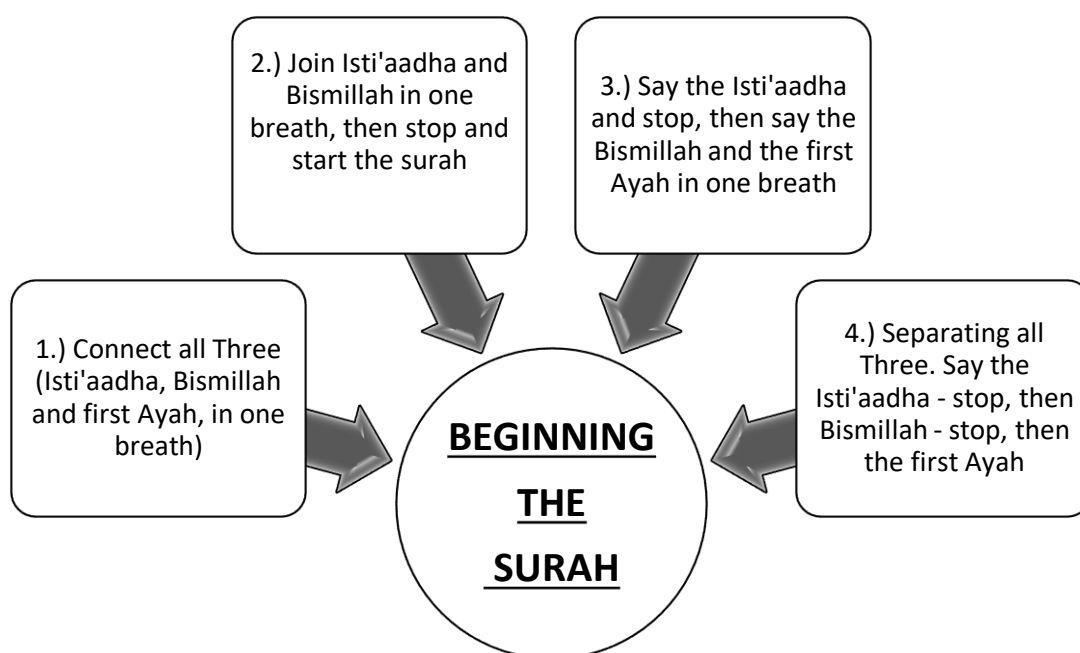 1.) Connect all Three
(Isti'aadha, Bismillah
and first Ayah, in one
breath)
2.) Join Isti'aadha and
Bismillah in one
breath, then stop and
start the surah
3.) Say the Isti'aadha
and stop, then say the
Bismillah and the first
Ayah in one breath
4.) Separating all
Three. Say the
Isti'aadha - stop, then
Bismillah - stop, then
the first Ayah
BEGINNING
THE
SURAH